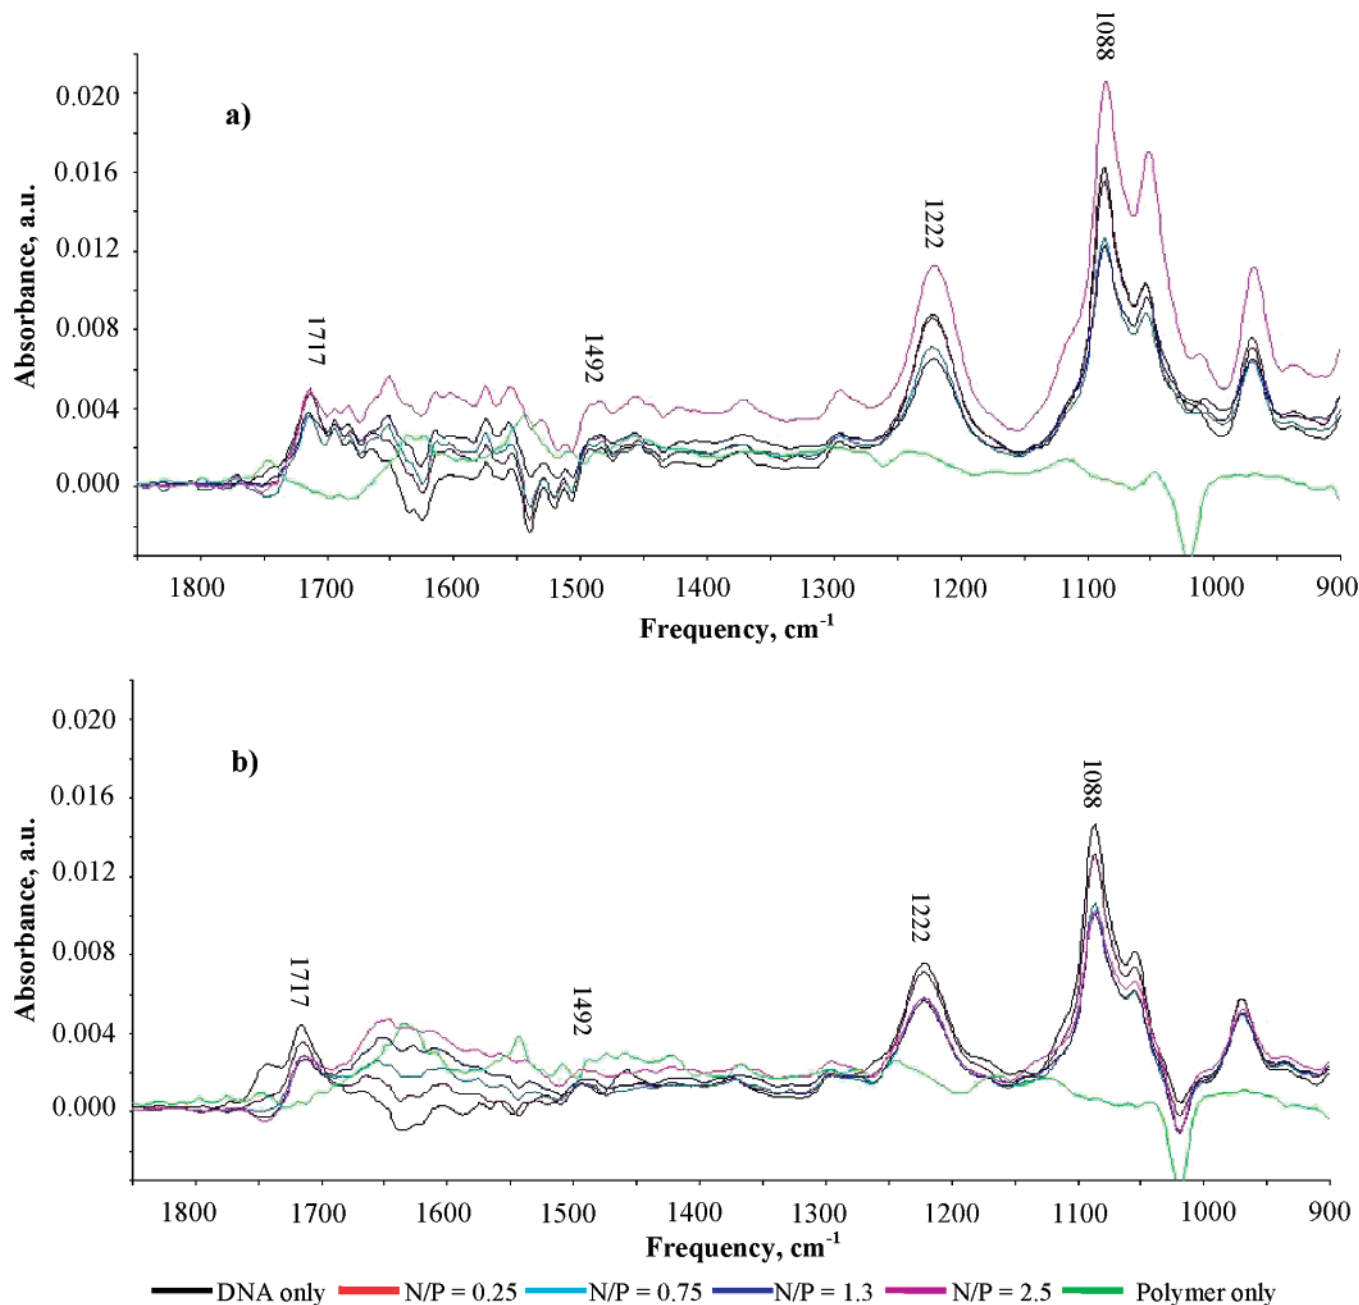 a)
1088
1222
1717
1492
0.020
0.016
0.012
0.008
0.004
0.000
Absorbance, a.u.
1800 1700 1600 1500 1400 1300 1200 1100 1000 900
Frequency, cm-1
b)
1088
1222
1717
1492
0.020
0.016
0.012
0.008
0.004
0.000
Absorbance, a.u.
1800 1700 1600 1500 1400 1300 1200 1100 1000 900
Frequency, cm-1
DNA only N/P = 0.25 N/P = 0.75 N/P = 1.3 N/P = 2.5 Polymer only